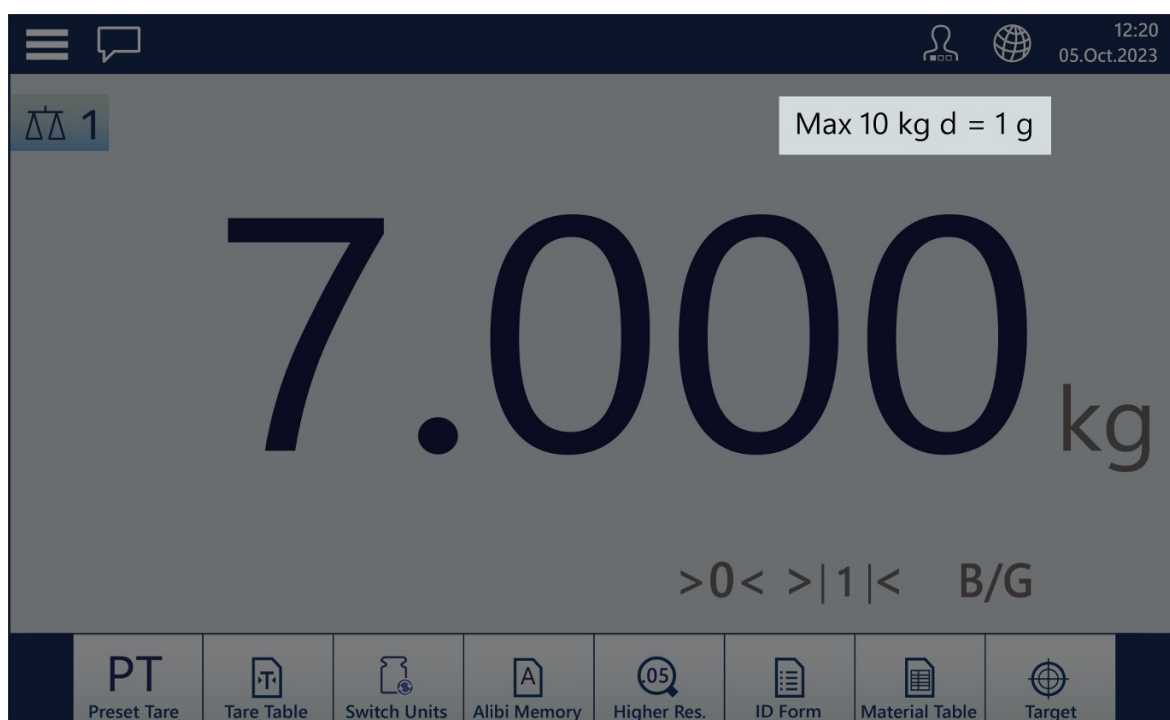 12:20
05.Oct.2023
1
Max 10 kg d = 1 g
7.000 kg
>0< >|1|< B/G
PT
.05
A
T
Preset Tare Tare Table Switch Units Alibi Memory Higher Res. ID Form Material Table Target